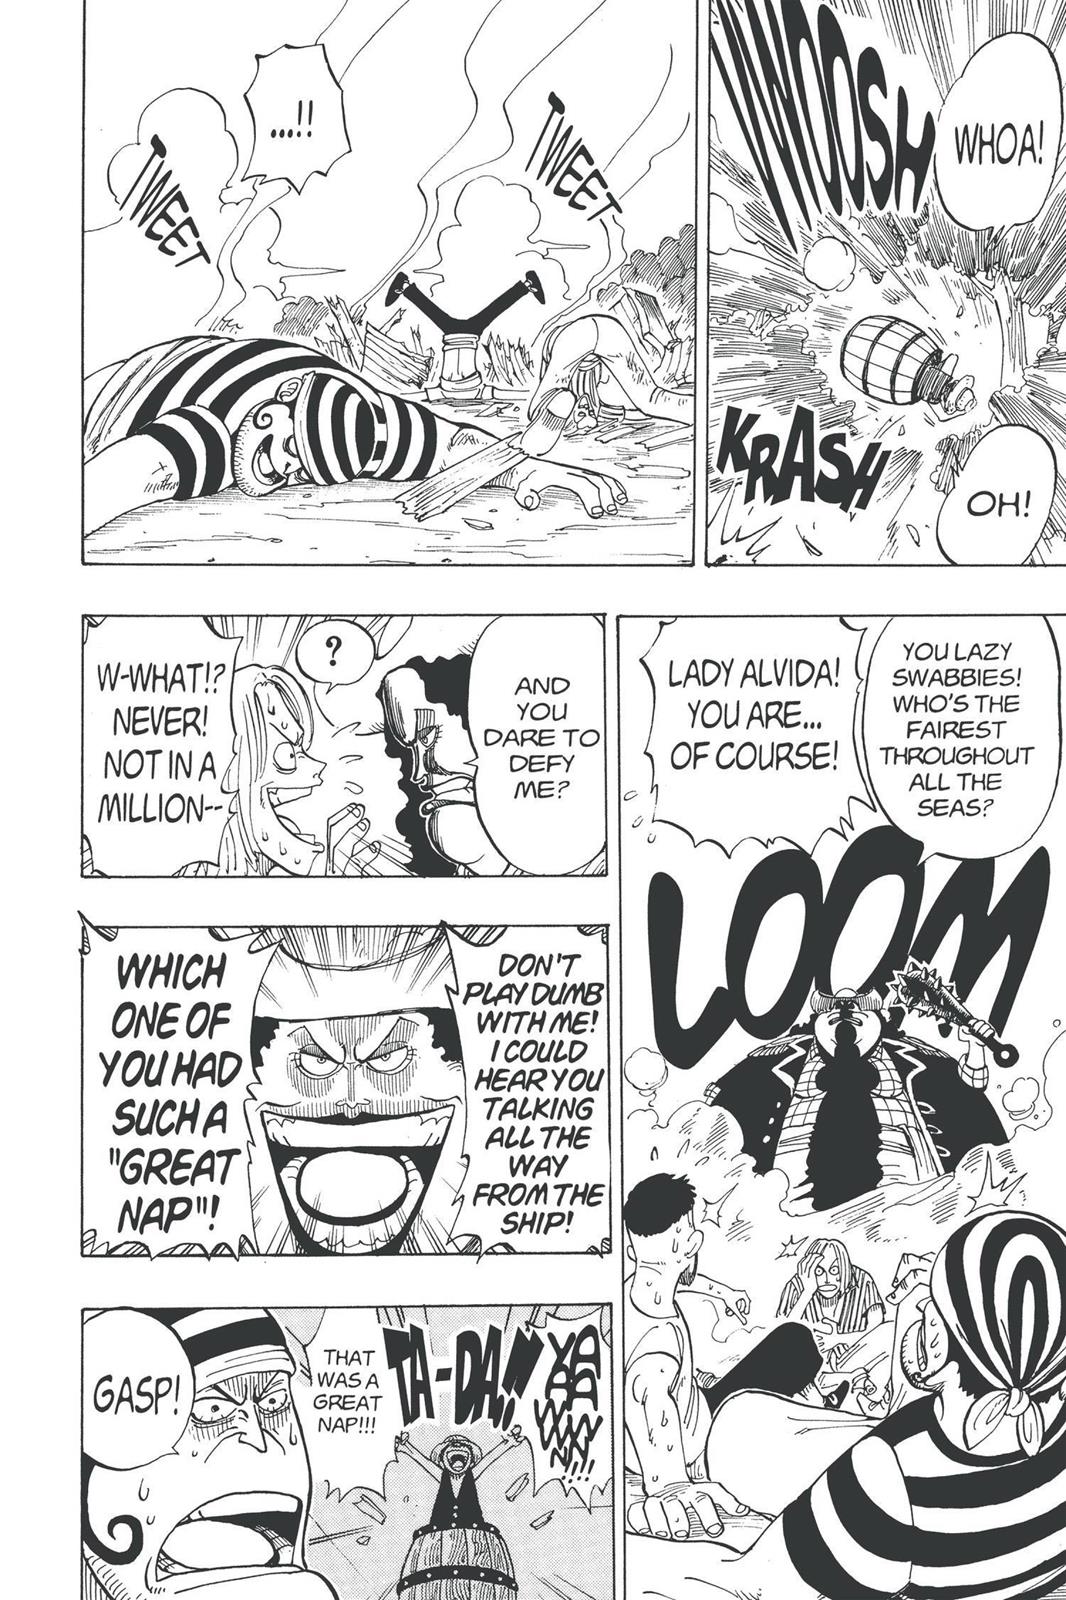 VWOOSH
WHOA!
KRASH
OH!
TWEET
...!!
TWEET
YOU LAZY
SWABBIES!
WHO'S THE
FAIREST
THROUGHOUT
ALL THE
SEAS?
LADY ALVIDA!
YOU ARE...
OF COURSE!
LOOM
AND
YOU
DARE TO
DEFY
ME?
?
W-WHAT!?
NEVER!
NOT IN A
MILLION--
DON'T
PLAY DUMB
WITH ME!
I COULD
HEAR YOU
TALKING
ALL THE
WAY
FROM THE
SHIP!
WHICH
ONE OF
YOU HAD
SUCH A
"GREAT
NAP"!
TA-DA!!
THAT
WAS A
GREAT
NAP!!!
GASP!